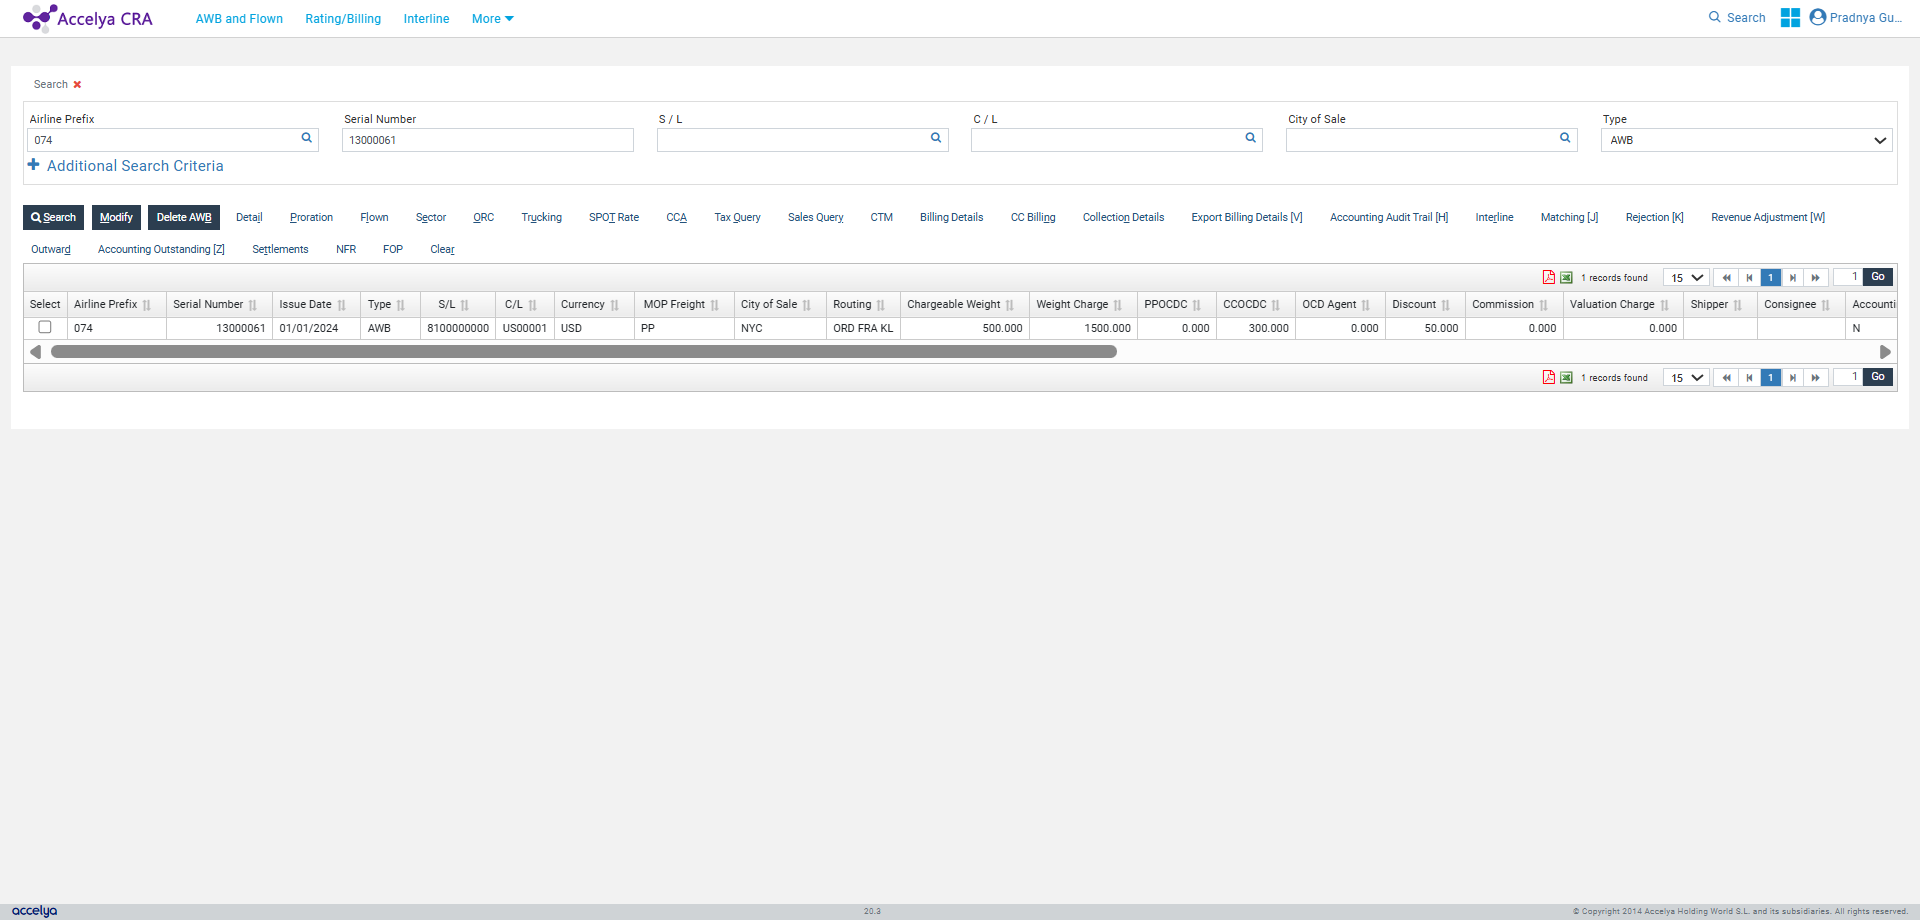 Accelya CRA AWB and Flown Rating/Billing Interline More Search Pradnya Gu...
Search
Airline Prefix Serial Number S / L C / L City of Sale Type
074 13000061 AWB
Additional Search Criteria
Search Modify Delete AWB Detail Proration Flown Sector ORC Trucking SPOT Rate CCA Tax Query Sales Query CTM Billing Details CC Billing Collection Details Export Billing Details [V] Accounting Audit Trail [H] Interline Matching [J] Rejection [K] Revenue Adjustment [W]
Outward Accounting Outstanding [Z] Settlements NFR FOP Clear
1 records found 15 1 1 Go
Select Airline Prefix Serial Number Issue Date Type S/L C/L Currency MOP Freight City of Sale Routing Chargeable Weight Weight Charge PPOCDC CCOCDC OCD Agent Discount Commission Valuation Charge Shipper Consignee Accounti
074 13000061 01/01/2024 AWB 8100000000 US00001 USD PP NYC ORD FRA KL 500.000 1500.000 0.000 300.000 0.000 50.000 0.000 0.000 N
1 records found 15 1 1 Go
accelya 20.3 © Copyright 2014 Accelya Holding World S.L. and its subsidiaries. All rights reserved.